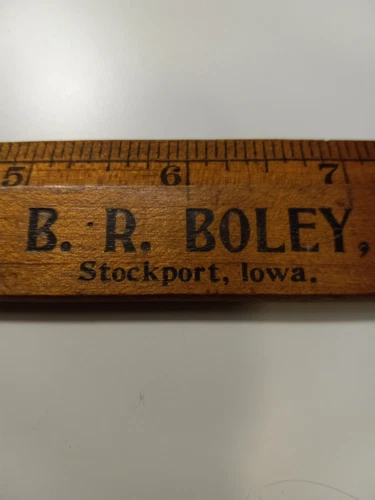 5 6 7
B. R. BOLEY,
Stockport, Iowa.